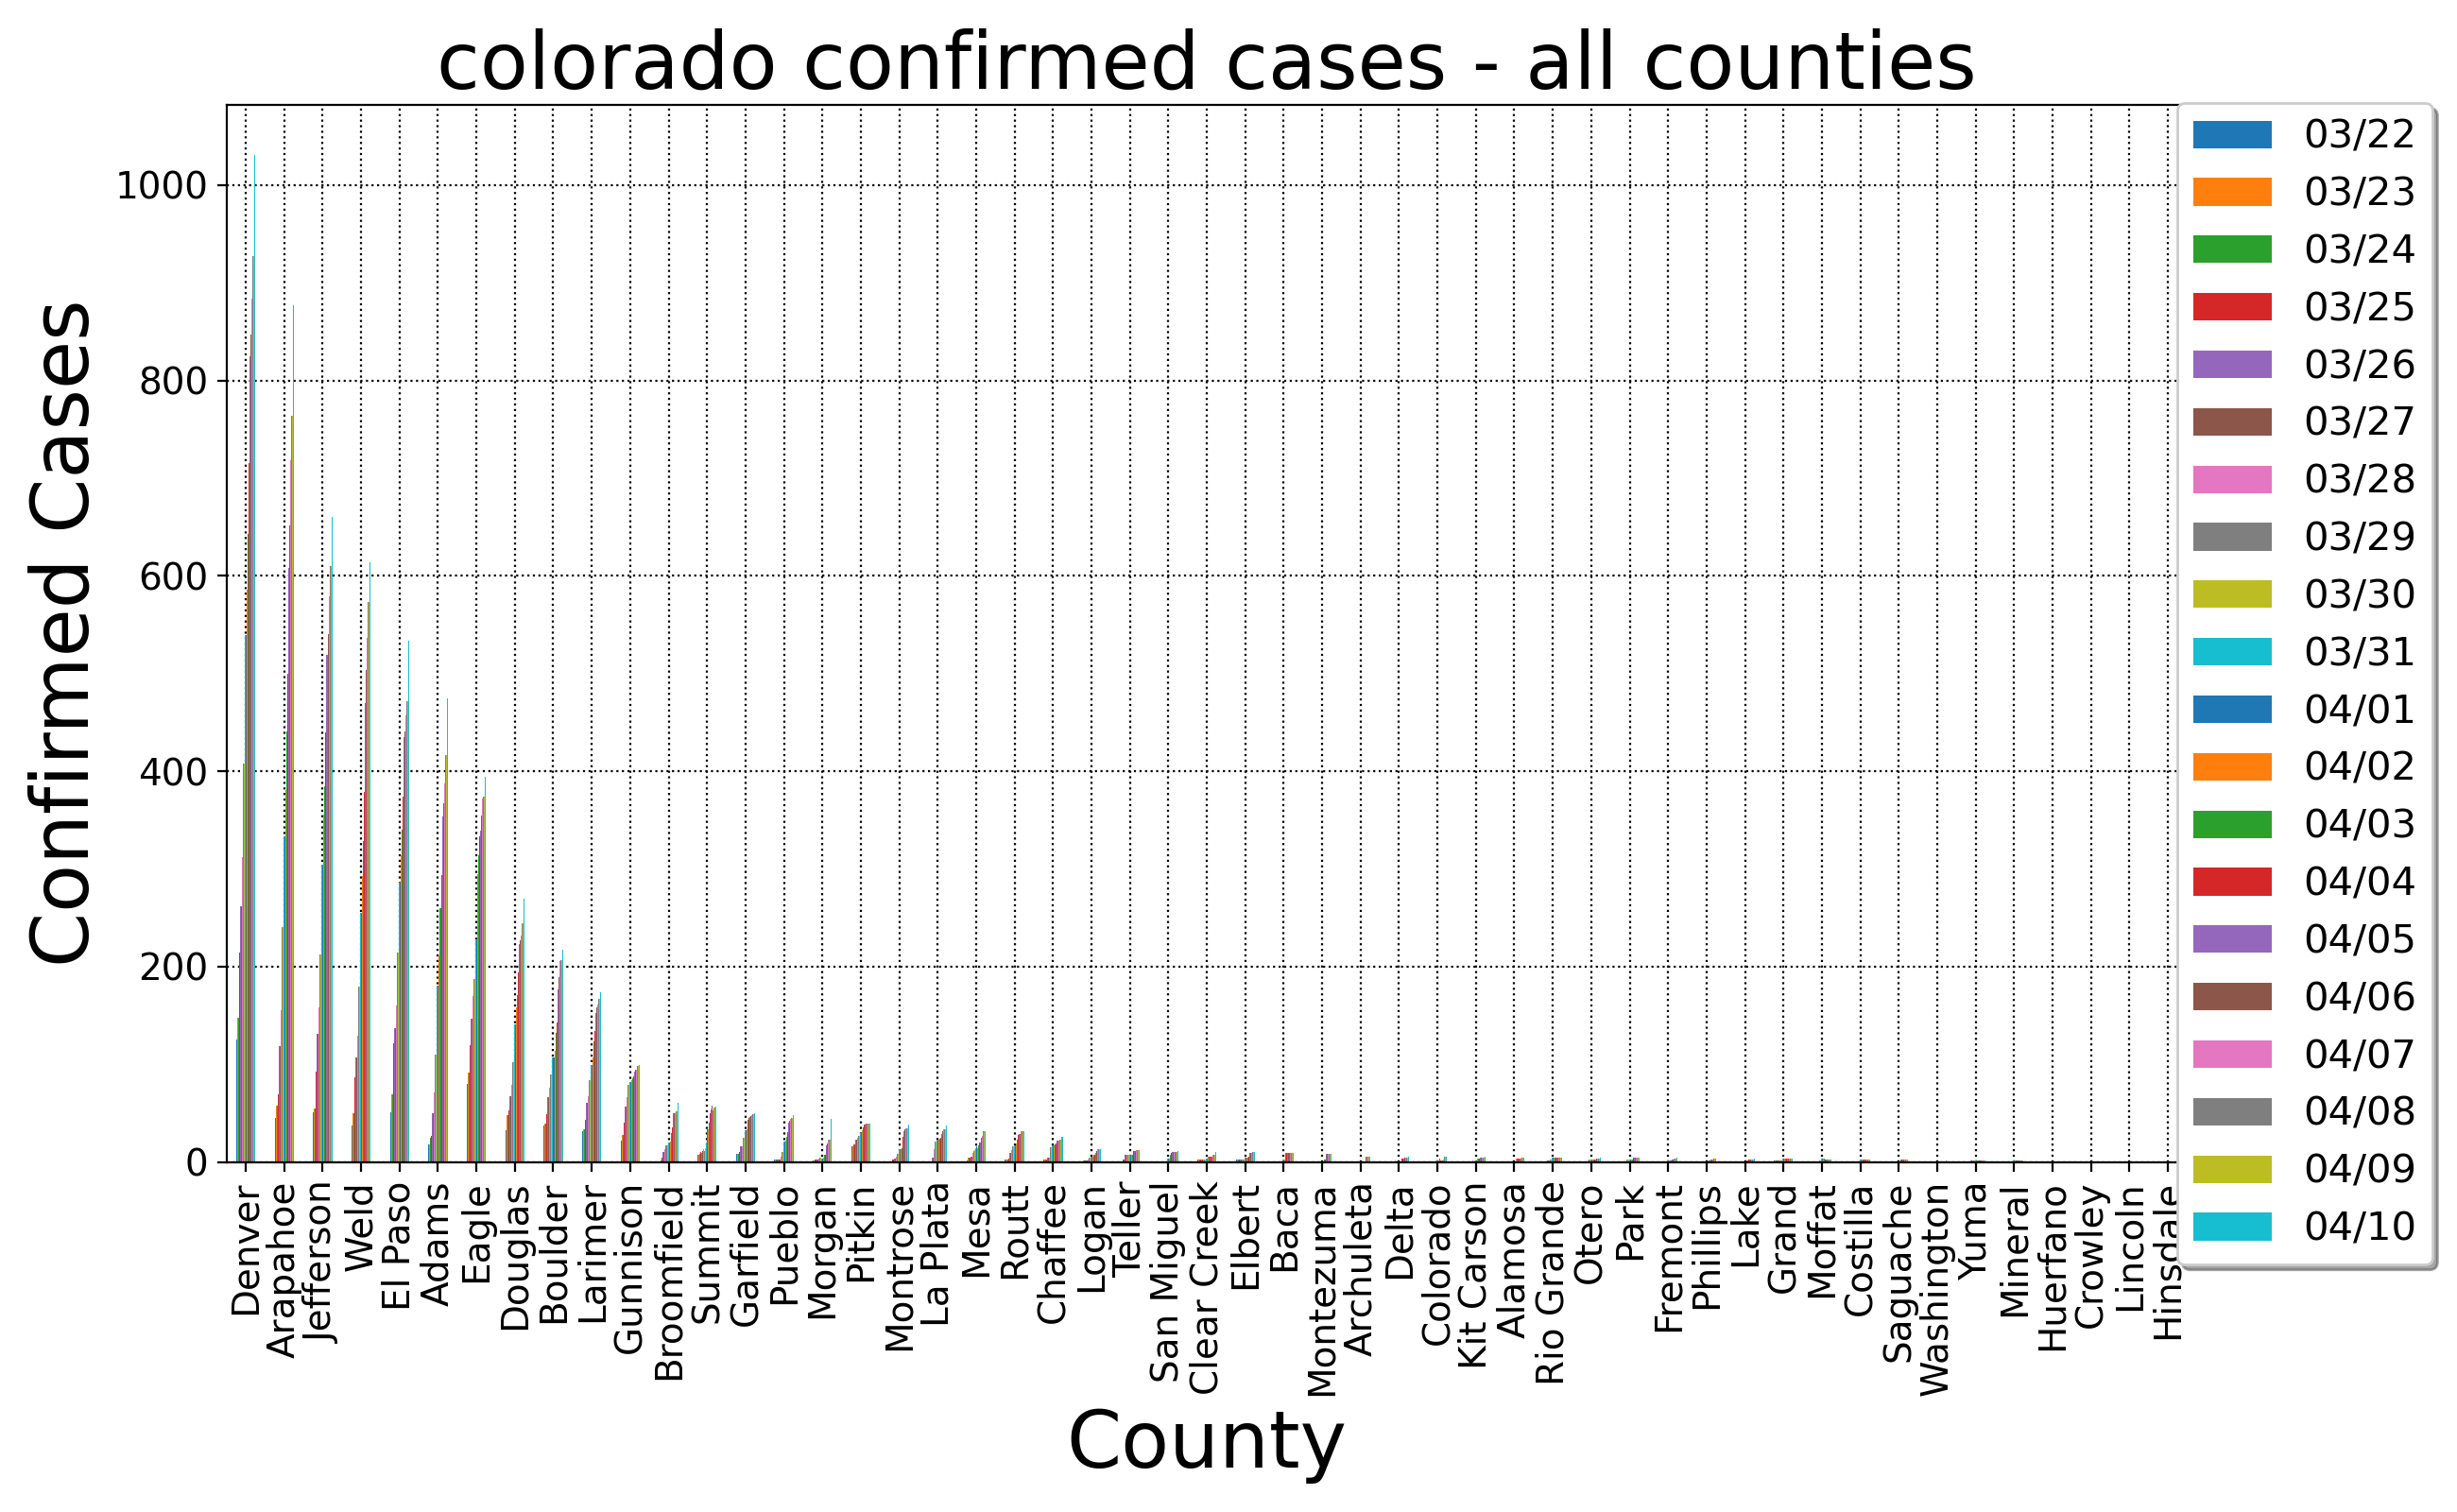 colorado confirmed cases - all counties
Confirmed Cases
1000
800
600
400
200
0
Denver
Arapahoe
Jefferson
Weld
El Paso
Adams
Eagle
Douglas
Boulder
Larimer
Gunnison
Broomfield
Summit
Garfield
Pueblo
Morgan
Pitkin
Montrose
La Plata
Mesa
Routt
Chaffee
Logan
Teller
San Miguel
Clear Creek
Elbert
Baca
Montezuma
Archuleta
Delta
Colorado
Kit Carson
Alamosa
Rio Grande
Otero
Park
Fremont
Phillips
Lake
Grand
Moffat
Costilla
Saguache
Washington
Yuma
Mineral
Huerfano
Crowley
Lincoln
Hinsdale
County
03/22
03/23
03/24
03/25
03/26
03/27
03/28
03/29
03/30
03/31
04/01
04/02
04/03
04/04
04/05
04/06
04/07
04/08
04/09
04/10